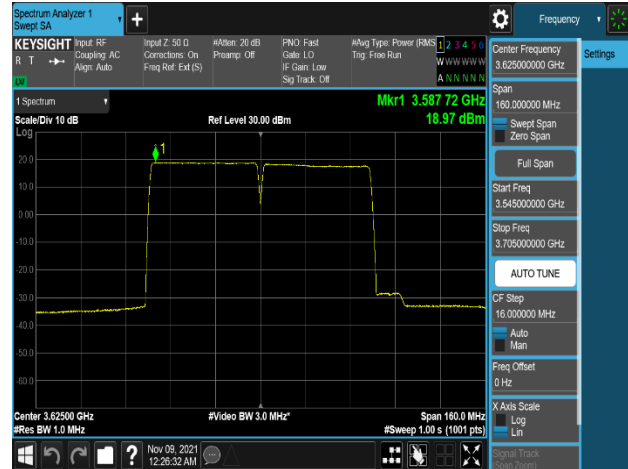 Spectrum Analyzer 1
Swept SA
Frequency
KEYSIGHT
R T
LW
Input: RF
Coupling: AC
Align: Auto
Input Z: 50 Ω
Corrections: On
Freq Ref: Ext (S)
#Atten: 20 dB
Preamp: Off
PNO: Fast
Gate: LO
IF Gain: Low
Sig Track: Off
#Avg Type: Power (RMS
Trig: Free Run
1 2 3 4 5 6
W W W W W W
A N N N N N
Settings
Center Frequency
3.625000000 GHz
Span
160.000000 MHz
Swept Span
Zero Span
Full Span
Start Freq
3.545000000 GHz
Stop Freq
3.705000000 GHz
AUTO TUNE
CF Step
16.000000 MHz
Auto
Man
Freq Offset
0 Hz
X Axis Scale
Log
Lin
Signal Track
(Span Zoom)
1 Spectrum
Scale/Div 10 dB
Log
Ref Level 30.00 dBm
Mkr1 3.587 72 GHz
18.97 dBm
1
20.0
10.0
0.00
-10.0
-20.0
-30.0
-40.0
-50.0
-60.0
Center 3.62500 GHz
#Res BW 1.0 MHz
#Video BW 3.0 MHz*
Span 160.0 MHz
#Sweep 1.00 s (1001 pts)
?
Nov 09, 2021
12:26:32 AM